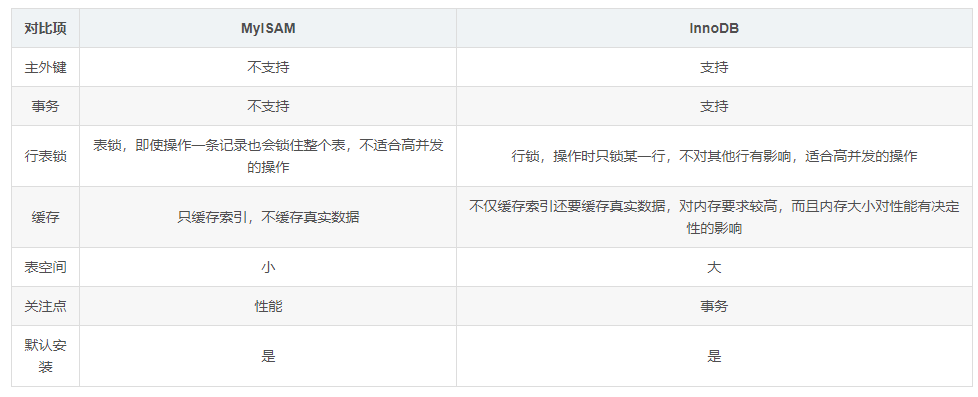 对比项 MyISAM InnoDB
主外键 不支持 支持
事务 不支持 支持
行表锁 表锁，即使操作一条记录也会锁住整个表，不适合高并发
的操作 行锁，操作时只锁某一行，不对其他行有影响，适合高并发的操作
缓存 只缓存索引，不缓存真实数据 不仅缓存索引还要缓存真实数据，对内存要求较高，而且内存大小对性能有决定
性的影响
表空间 小 大
关注点 性能 事务
默认安
装 是 是